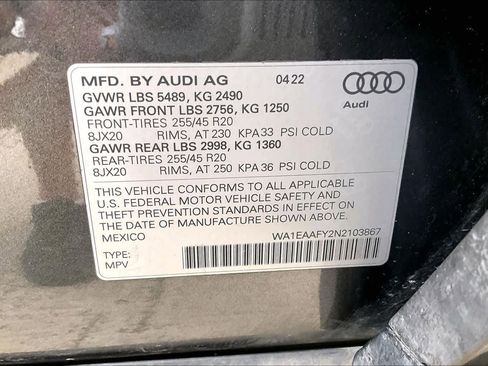 MFD. BY AUDI AG 04 22
GVWR LBS 5489, KG 2490
GAWR FRONT LBS 2756, KG 1250
FRONT-TIRES 255/45 R20
8JX20 RIMS, AT 230 KPA 33 PSI COLD
GAWR REAR LBS 2998, KG 1360
REAR-TIRES 255/45 R20
8JX20 RIMS, AT 250 KPA 36 PSI COLD
Audi
THIS VEHICLE CONFORMS TO ALL APPLICABLE
U.S. FEDERAL MOTOR VEHICLE SAFETY AND
THEFT PREVENTION STANDARDS IN EFFECT ON
THE DATE OF MANUFACTURE SHOWN ABOVE.
MEXICO WA1EAAFY2N2103867
TYPE:
MPV